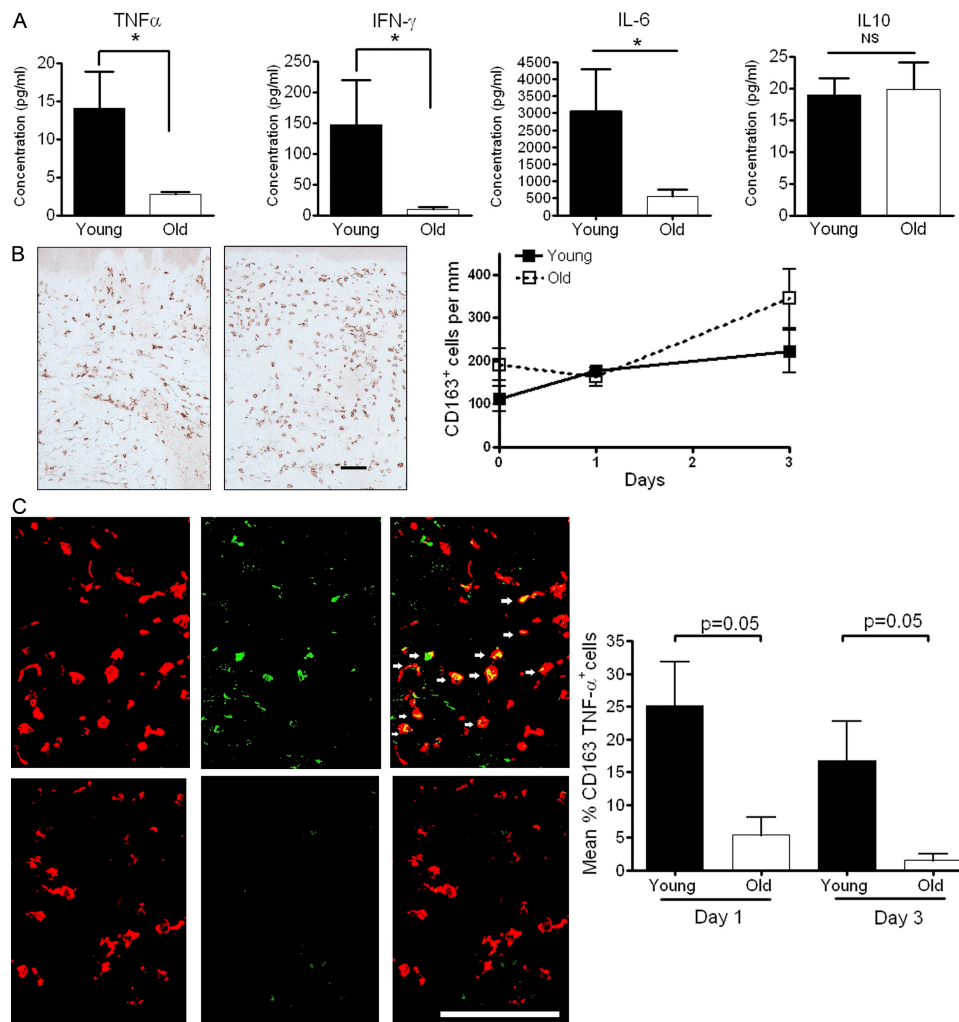 A
TNFα
*
Concentration (pg/ml)
20
15
10
5
0
Young Old
IFN-γ
*
Concentration (pg/ml)
250
200
150
100
50
0
Young Old
IL-6
*
Concentration (pg/ml)
4500
4000
3500
3000
2500
2000
1500
1000
500
0
Young Old
IL10
NS
Concentration (pg/ml)
25
20
15
10
5
0
Young Old
B
CD163+ cells per mm
400
300
200
100
0
Young
Old
0 1 2 3
Days
C
Mean % CD163 TNF-α+ cells
35
30
25
20
15
10
5
0
p=0.05
p=0.05
Young Old Young Old
Day 1 Day 3